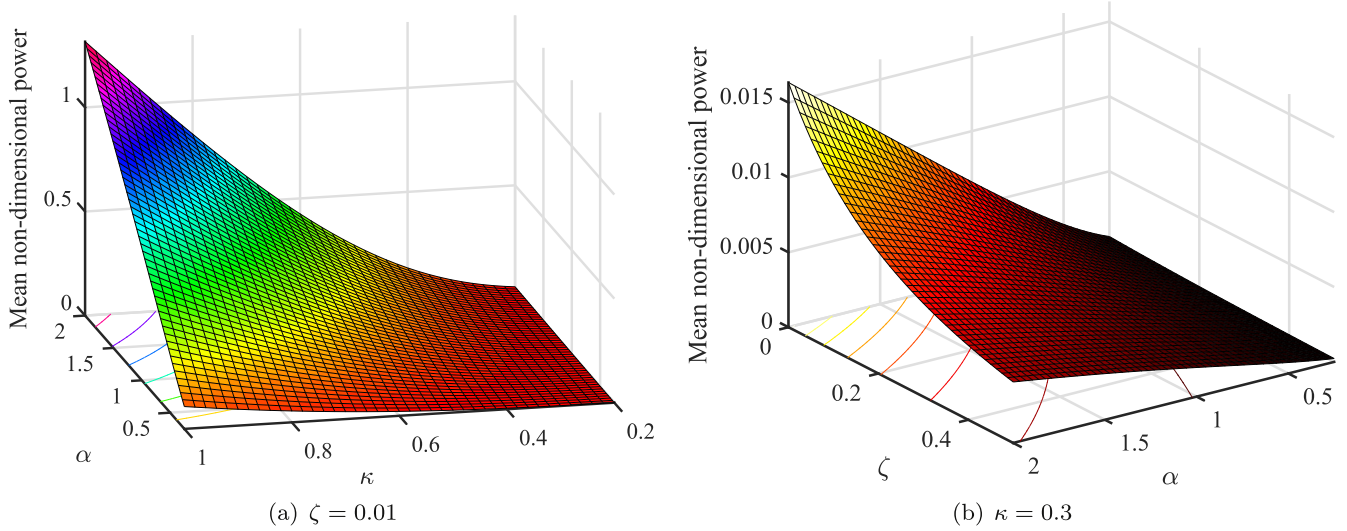 Mean non-dimensional power
1
0.5
0
2
1.5
1
0.5
α
1
0.8
0.6
0.4
0.2
κ
(a) ζ = 0.01
Mean non-dimensional power
0.015
0.01
0.005
0
0
0.2
0.4
ζ
2
1.5
1
0.5
α
(b) κ = 0.3